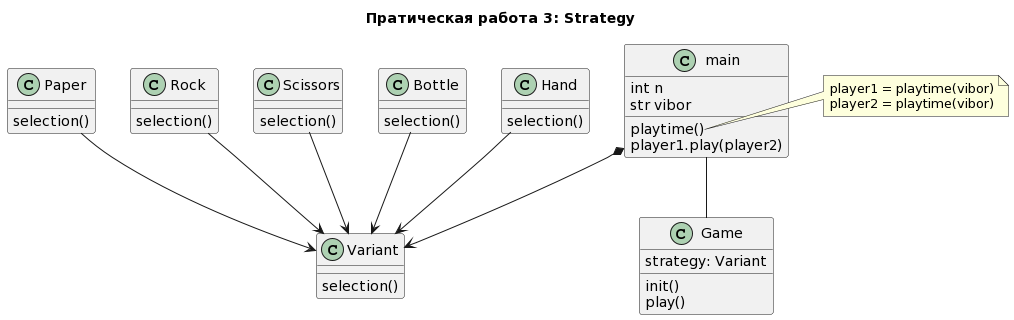 Пратическая работа 3: Strategy
C Paper
selection()
C Rock
selection()
C Scissors
selection()
C Bottle
selection()
C Hand
selection()
C main
int n
str vibor
playtime()
player1.play(player2)
player1 = playtime(vibor)
player2 = playtime(vibor)
C Variant
selection()
C Game
strategy: Variant
init()
play()